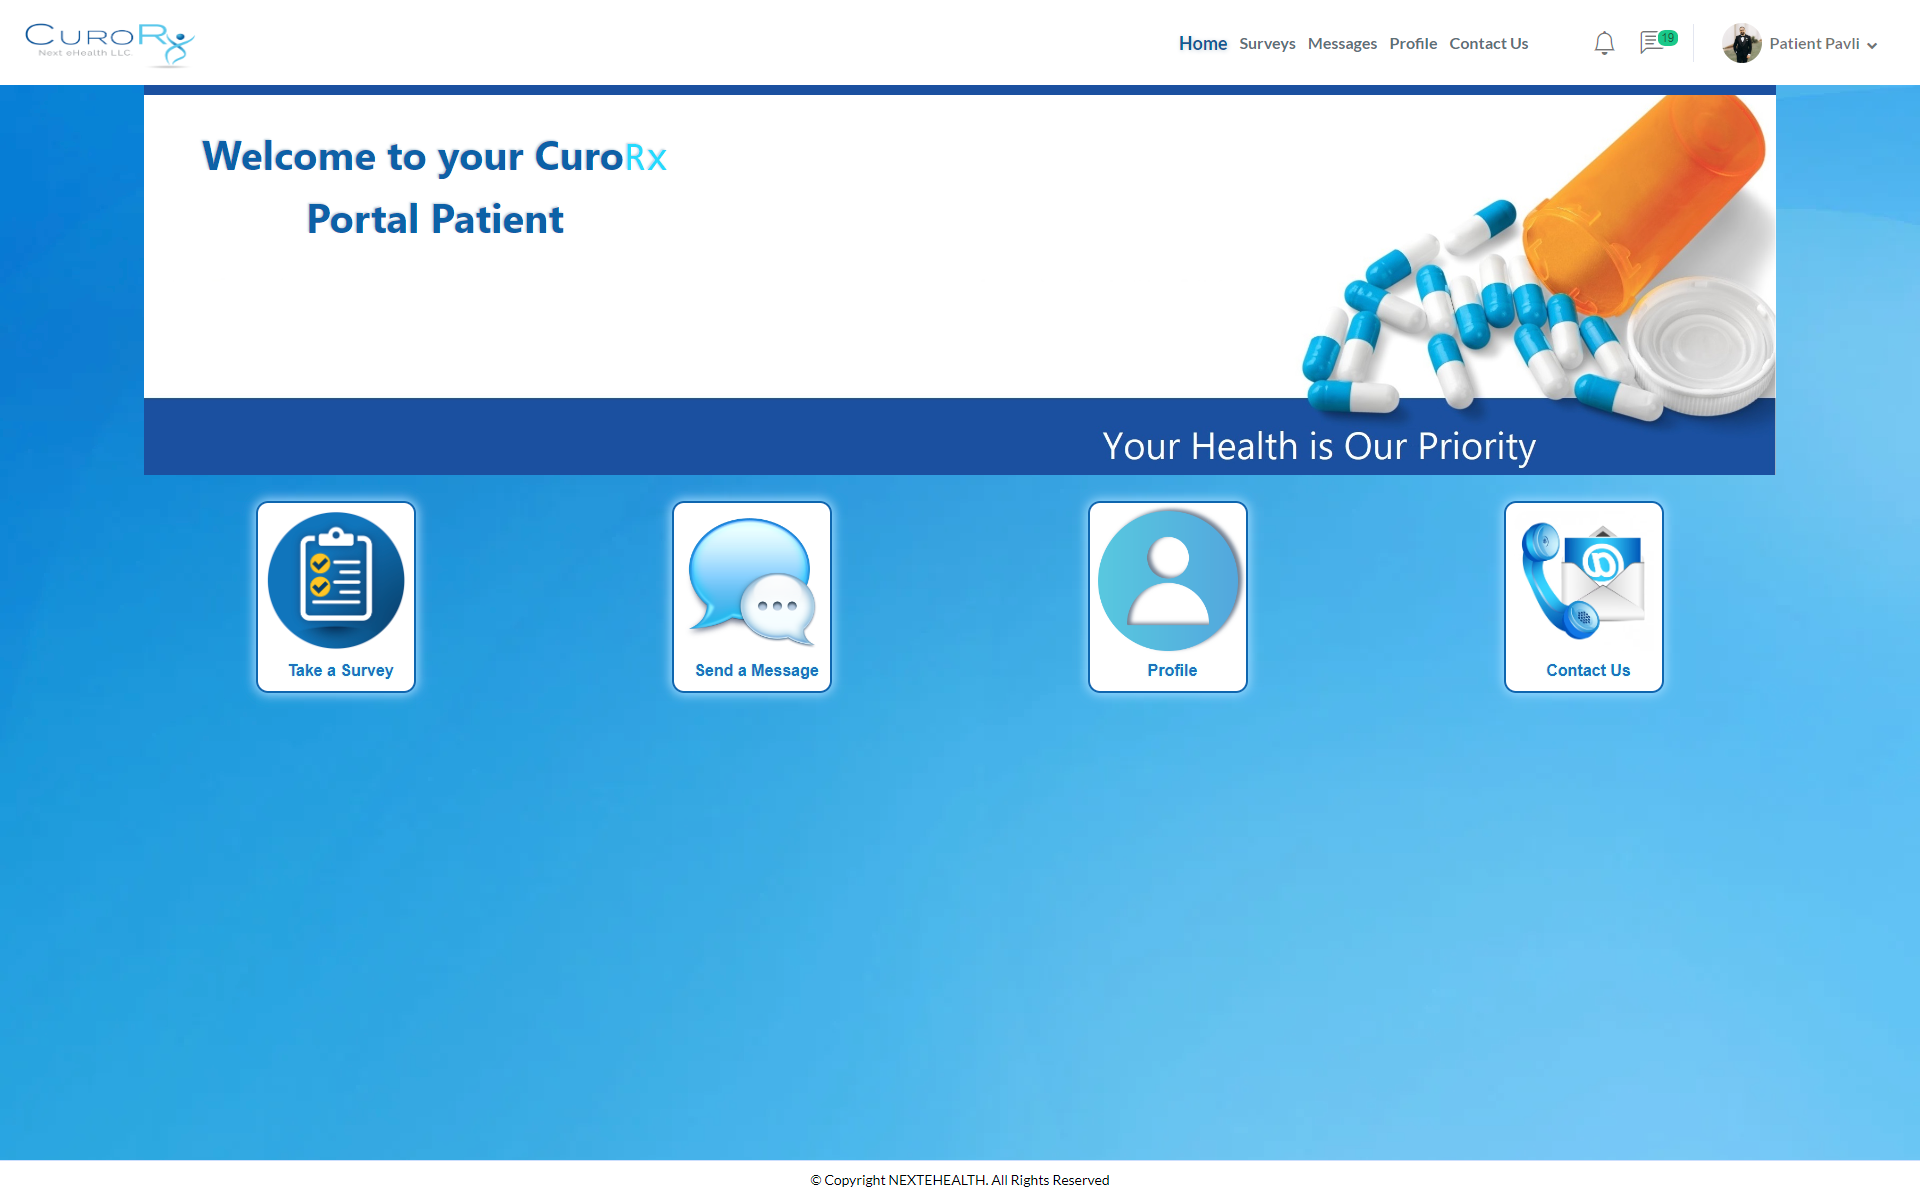 CuroRx
Next eHealth LLC
Home Surveys Messages Profile Contact Us
19
Patient Pavli
Welcome to your CuroRx
Portal Patient
Your Health is Our Priority
Take a Survey
Send a Message
Profile
Contact Us
© Copyright NEXTEHEALTH. All Rights Reserved